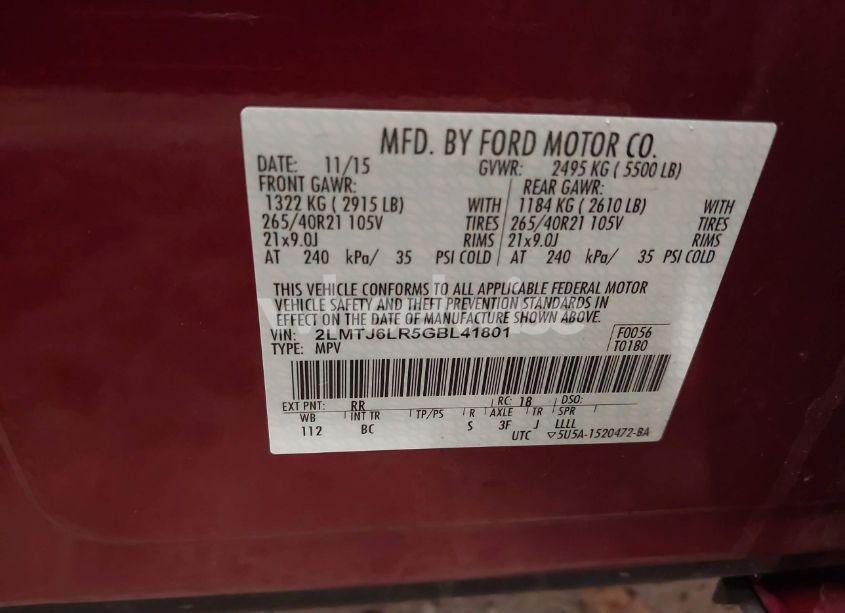 MFD. BY FORD MOTOR CO.
DATE: 11/15 GVWR: 2495 KG ( 5500 LB)
FRONT GAWR: REAR GAWR:
1322 KG ( 2915 LB) WITH 1184 KG ( 2610 LB) WITH
265/40R21 105V TIRES 265/40R21 105V TIRES
21x9.0J RIMS 21x9.0J RIMS
AT 240 kPa/ 35 PSI COLD AT 240 kPa/ 35 PSI COLD
THIS VEHICLE CONFORMS TO ALL APPLICABLE FEDERAL MOTOR
VEHICLE SAFETY AND THEFT PREVENTION STANDARDS IN
EFFECT ON THE DATE OF MANUFACTURE SHOWN ABOVE.
VIN: 2LMTJ6LR5GBL41801 F0056
TYPE: MPV T0180
EXT PNT: RR RC: 18 DSO:
WB INT TR TP/PS R AXLE TR SPR
112 BC S 3F J LLLL
UTC ▽5U5A-1520472-BA